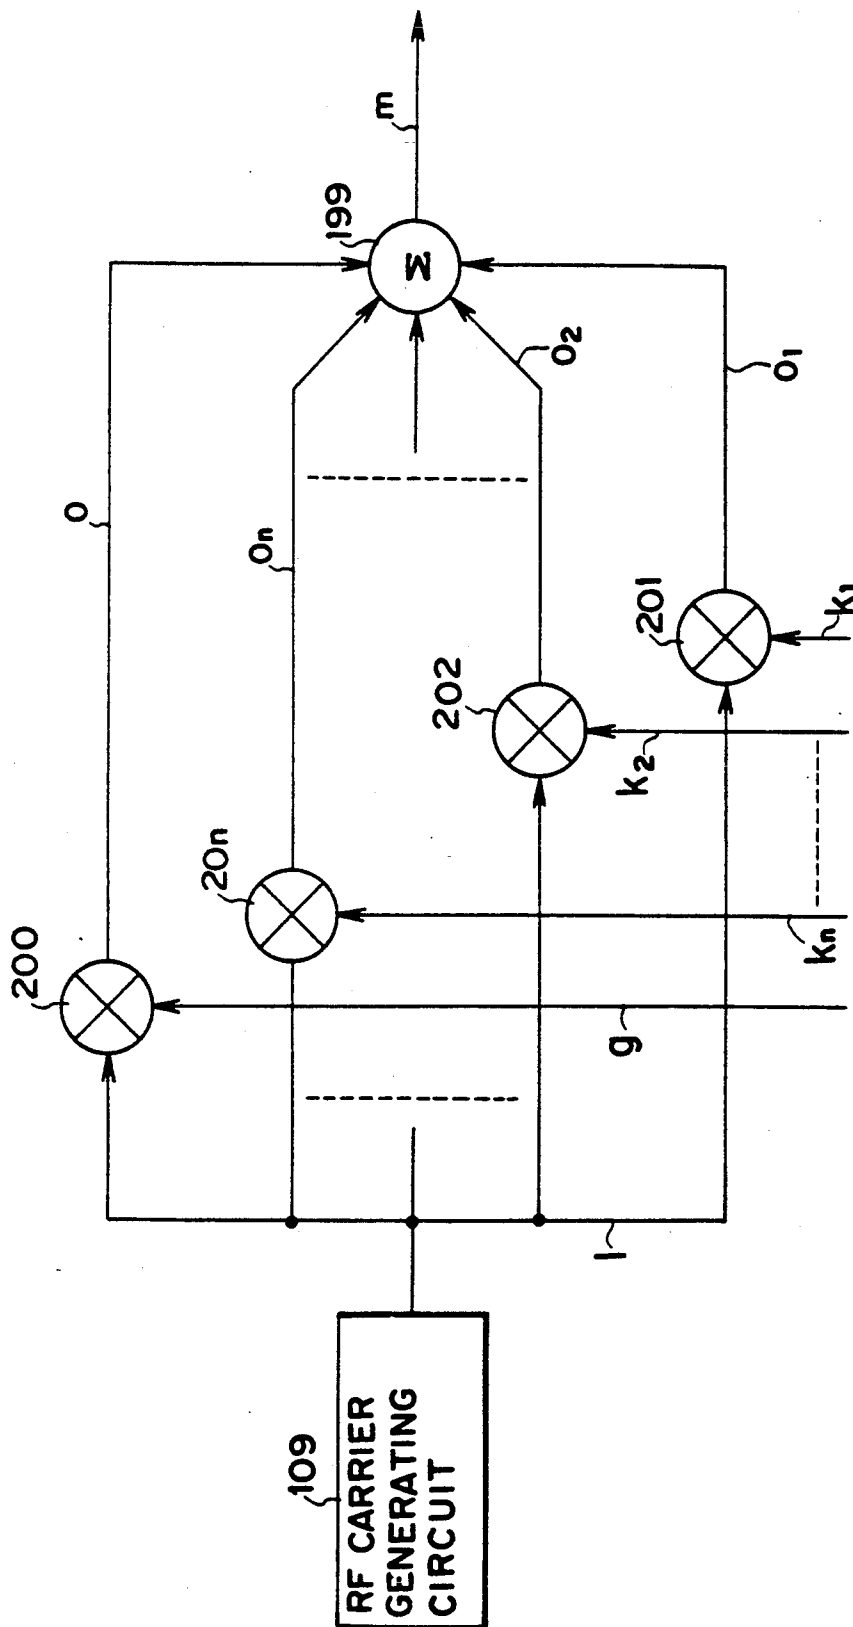 m
199
Σ
O
On
O2
O1
200
20n
202
201
g
kn
k2
k1
l
109
RF CARRIER
GENERATING
CIRCUIT